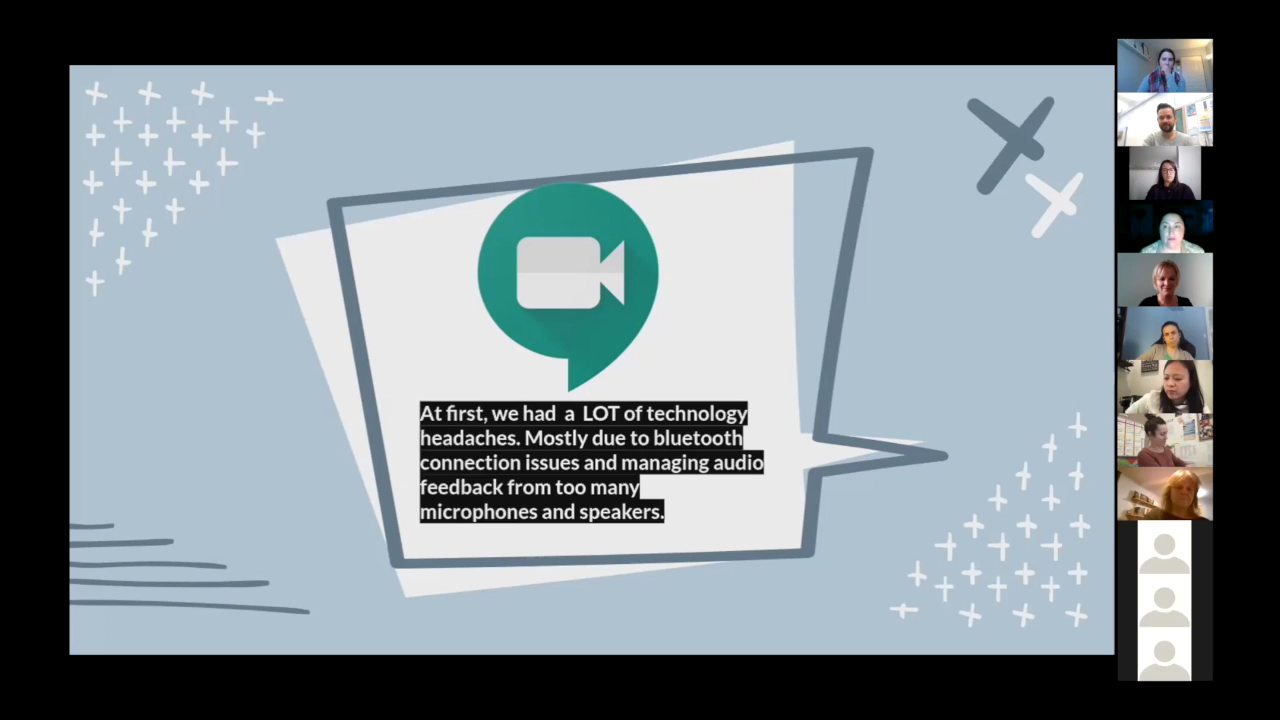 At first, we had a LOT of technology
headaches. Mostly due to bluetooth
connection issues and managing audio
feedback from too many
microphones and speakers.